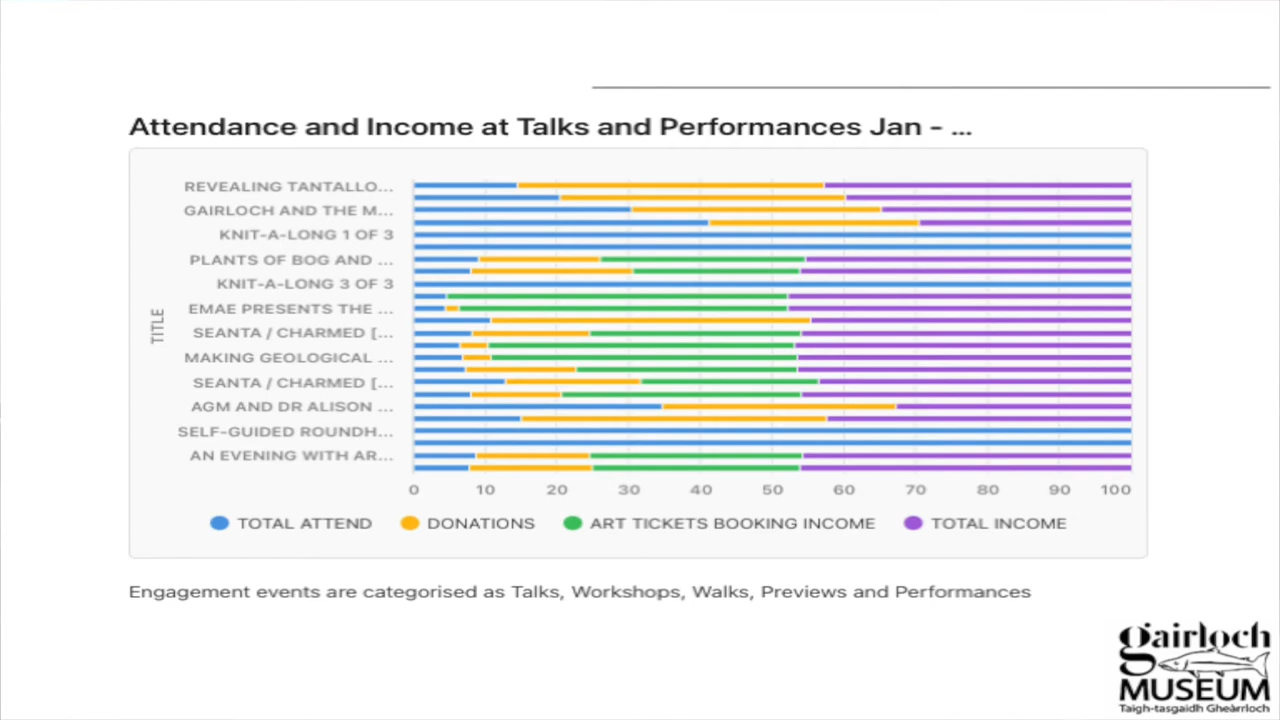 Attendance and Income at Talks and Performances Jan - ...
TITLE
REVEALING TANTALLO...
GAIRLOCH AND THE M...
KNIT-A-LONG 1 OF 3
PLANTS OF BOG AND ...
KNIT-A-LONG 3 OF 3
EMAE PRESENTS THE ...
SEANTA / CHARMED [...
MAKING GEOLOGICAL ...
SEANTA / CHARMED [...
AGM AND DR ALISON ...
SELF-GUIDED ROUNDH...
AN EVENING WITH AR...
0 10 20 30 40 50 60 70 80 90 100
TOTAL ATTEND DONATIONS ART TICKETS BOOKING INCOME TOTAL INCOME
Engagement events are categorised as Talks, Workshops, Walks, Previews and Performances
gairloch
MUSEUM
Taigh-tasgaidh Gheàrrloch